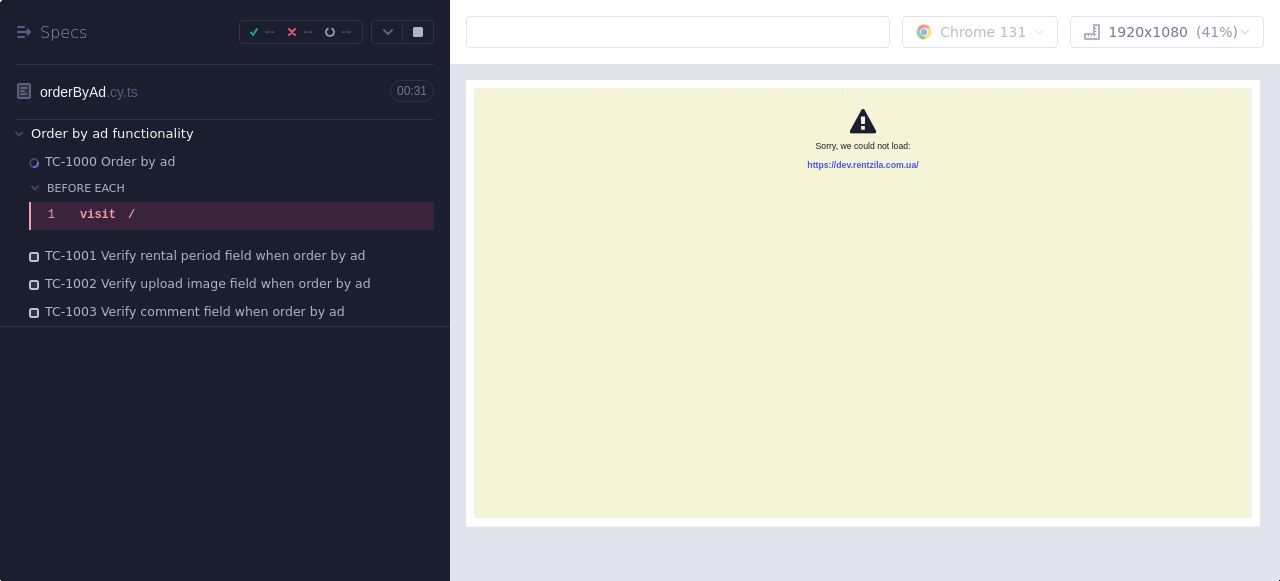 Specs
-- -- --
orderByAd.cy.ts 00:31
Order by ad functionality
TC-1000 Order by ad
BEFORE EACH
1 visit /
TC-1001 Verify rental period field when order by ad
TC-1002 Verify upload image field when order by ad
TC-1003 Verify comment field when order by ad
Chrome 131
1920x1080 (41%)
Sorry, we could not load:
https://dev.rentzila.com.ua/